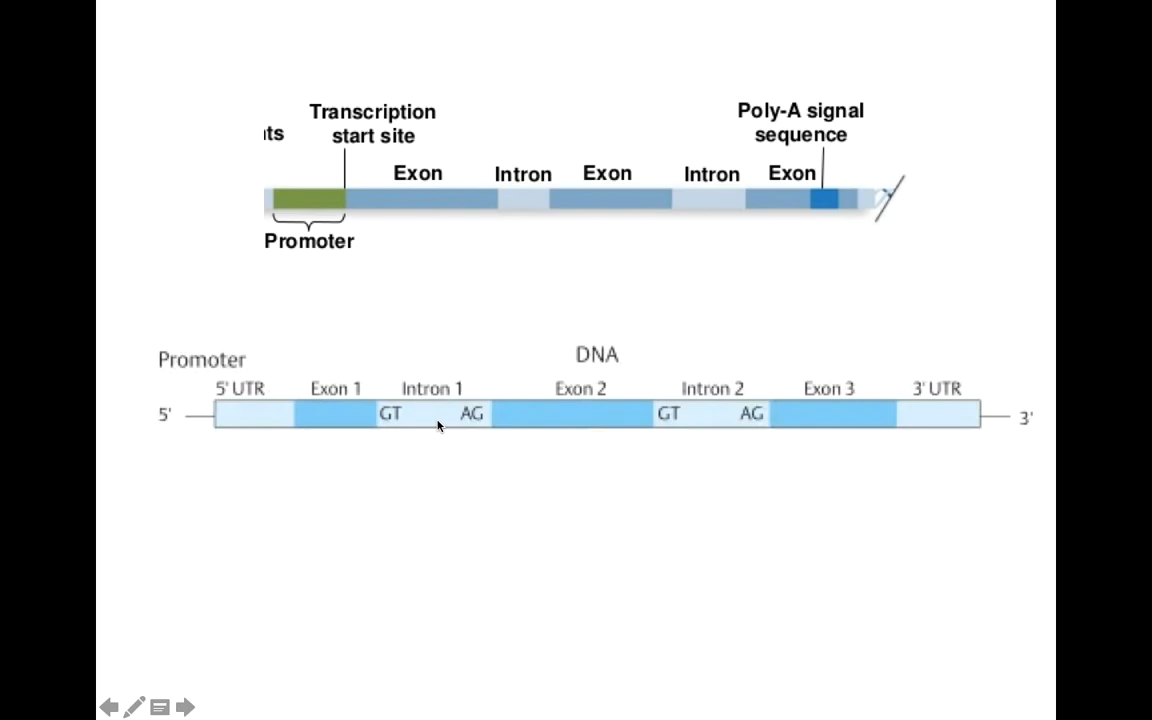 Transcription
start site
Poly-A signal
sequence
Exon Intron Exon Intron Exon
Promoter
DNA
Promoter
5' UTR Exon 1 Intron 1 Exon 2 Intron 2 Exon 3 3' UTR
5' GT AG GT AG 3'